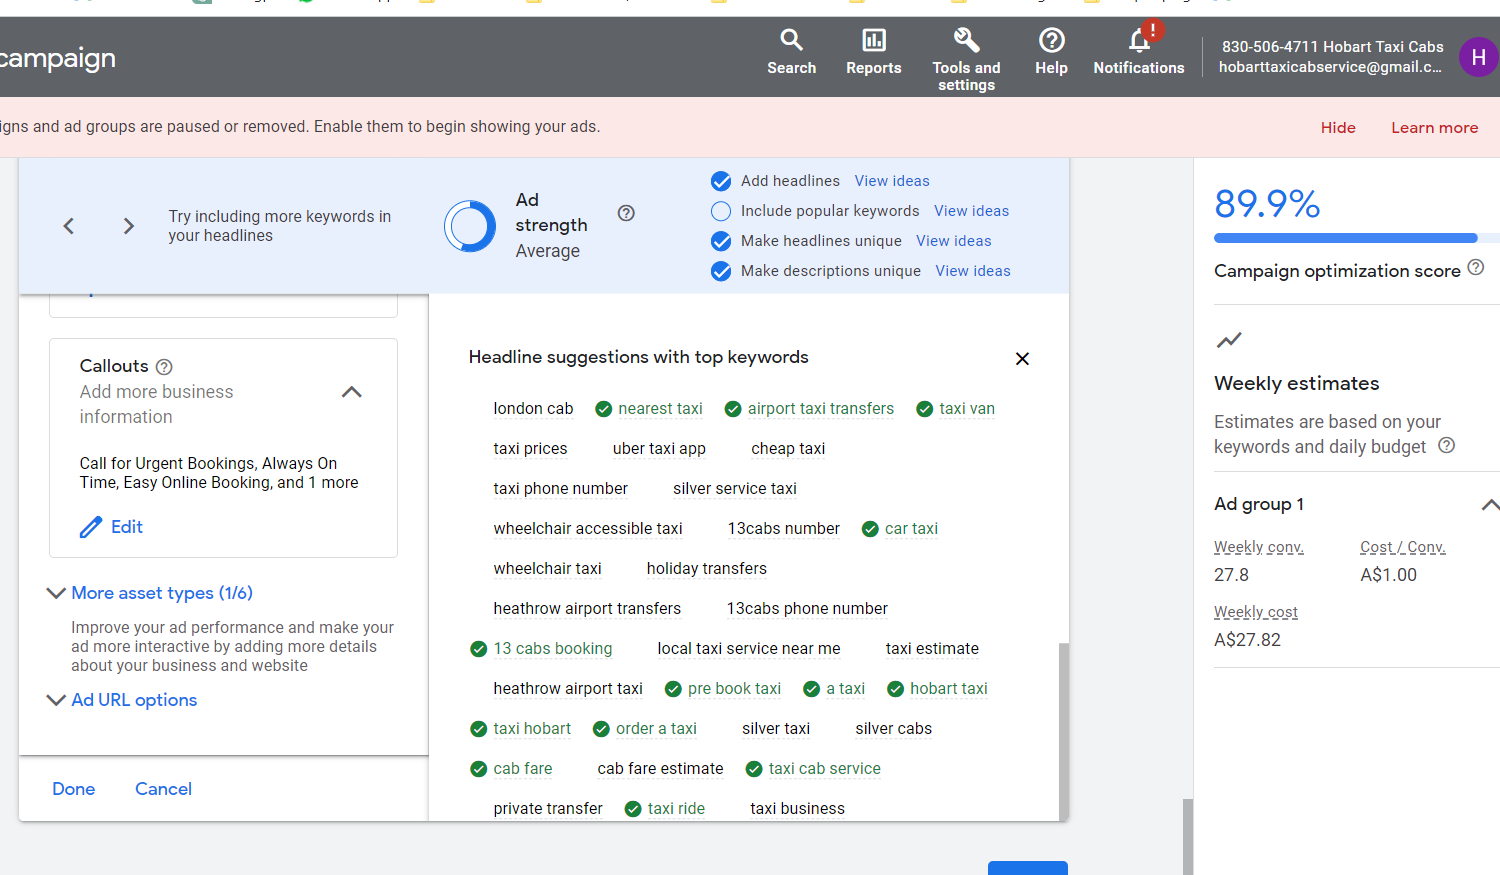 campaign
Search
Reports
Tools and settings
Help
Notifications
830-506-4711 Hobart Taxi Cabs
hobarttaxicabservice@gmail.c...
H
igns and ad groups are paused or removed. Enable them to begin showing your ads.
Hide
Learn more
Try including more keywords in
your headlines
Ad
strength
Average
Add headlines View ideas
Include popular keywords View ideas
Make headlines unique View ideas
Make descriptions unique View ideas
Callouts
Add more business
information
Call for Urgent Bookings, Always On
Time, Easy Online Booking, and 1 more
Edit
More asset types (1/6)
Improve your ad performance and make your
ad more interactive by adding more details
about your business and website
Ad URL options
Done Cancel
Headline suggestions with top keywords
london cab nearest taxi airport taxi transfers taxi van
taxi prices uber taxi app cheap taxi
taxi phone number silver service taxi
wheelchair accessible taxi 13cabs number car taxi
wheelchair taxi holiday transfers
heathrow airport transfers 13cabs phone number
13 cabs booking local taxi service near me taxi estimate
heathrow airport taxi pre book taxi a taxi hobart taxi
taxi hobart order a taxi silver taxi silver cabs
cab fare cab fare estimate taxi cab service
private transfer taxi ride taxi business
89.9%
Campaign optimization score
Weekly estimates
Estimates are based on your
keywords and daily budget
Ad group 1
Weekly conv. Cost / Conv.
27.8 A$1.00
Weekly cost
A$27.82